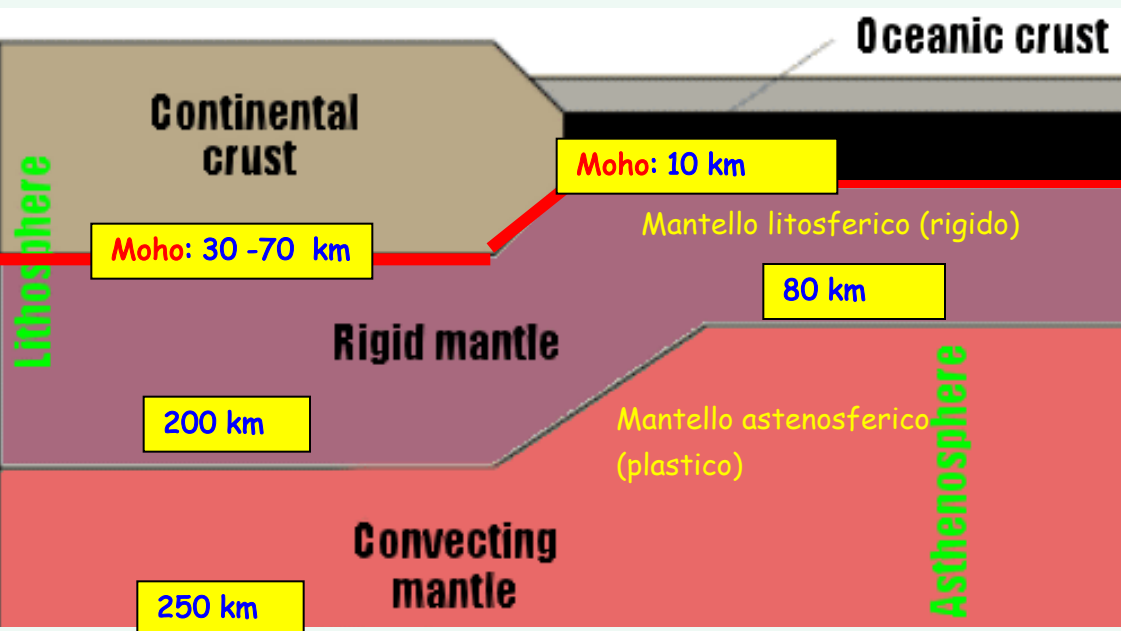 Oceanic crust
Continental
crust
Moho: 10 km
Lithosphere
Mantello litosferico (rigido)
Moho: 30 -70  km
80 km
Rigid mantle
200 km
Mantello astenosferico
(plastico)
Asthenosphere
Convecting
mantle
250 km